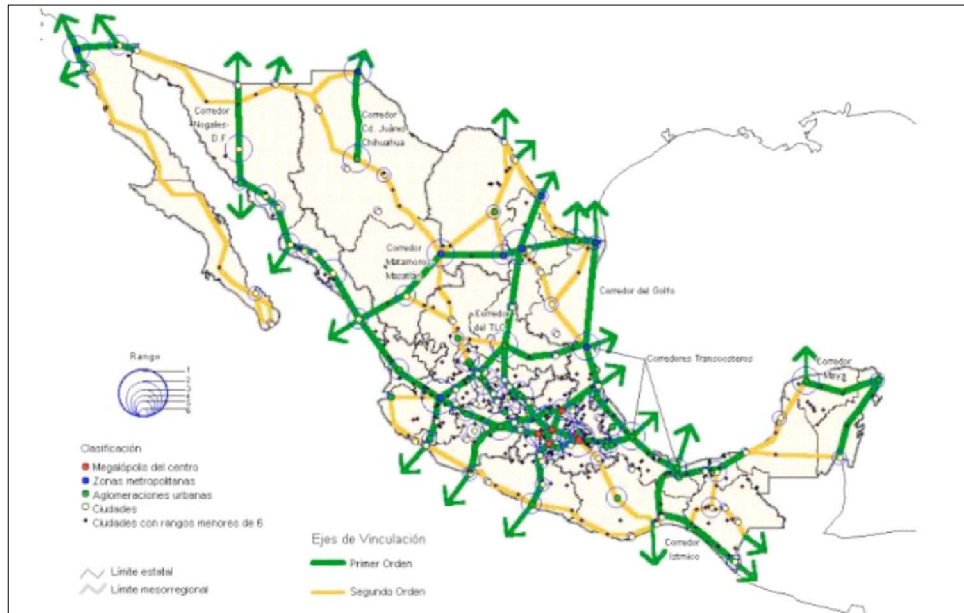 Corredor
Nogales-
D.F.
Corredor
Cd. Juárez
Chihuahua
Corredor
Matamoros
Mazatlán
Corredor
del TLC
Corredor del Golfo
Corredores Transcosteros
Corredor
Maya
Corredor
Istmico
Rango
1
2
3
4
5
6
Clasificación
Megalópolis del centro
Zonas metropolitanas
Aglomeraciones urbanas
Ciudades
Ciudades con rangos menores de 6
Límite estatal
Límite mesorregional
Ejes de Vinculación
Primer Orden
Segundo Orden